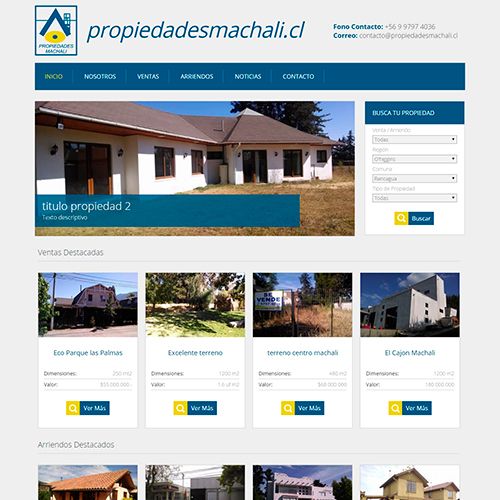 PROPIEDADES
MACHALI
propiedadesmachali.cl
Fono Contacto: +56 9 9797 4036
Correo: contacto@propiedadesmachali.cl
INICIO NOSOTROS VENTAS ARRIENDOS NOTICIAS CONTACTO
titulo propiedad 2
Texto descriptivo
BUSCA TU PROPIEDAD
Venta / Arriendo
Todas
Region
O'Higgins
Comuna
Rancagua
Tipo de Propiedad
Todas
Buscar
Ventas Destacadas
SE
VENDE
Eco Parque las Palmas
Dimensiones: 250 mt2
Valor: $55.000.000.-
Ver Más
Excelente terreno
Dimensiones: 1200 m2
Valor: 1.6 uf m2
Ver Más
terreno centro machali
Dimensiones: 480 m2
Valor: $68.000.000
Ver Más
El Cajon Machali
Dimensiones: 1200 m2
Valor: 180.000.000
Ver Más
Arriendos Destacados